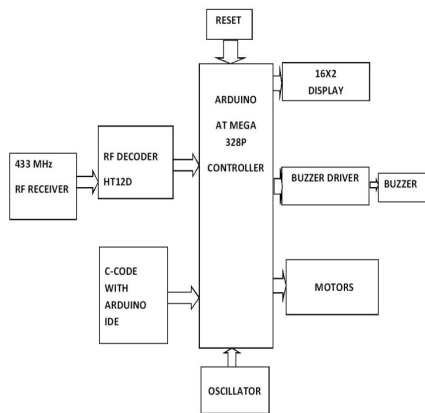 RESET
16X2
DISPLAY
ARDUINO
AT MEGA
328P
CONTROLLER
433 MHz
RF RECEIVER
RF DECODER
HT12D
BUZZER DRIVER
BUZZER
C-CODE
WITH
ARDUINO
IDE
MOTORS
OSCILLATOR